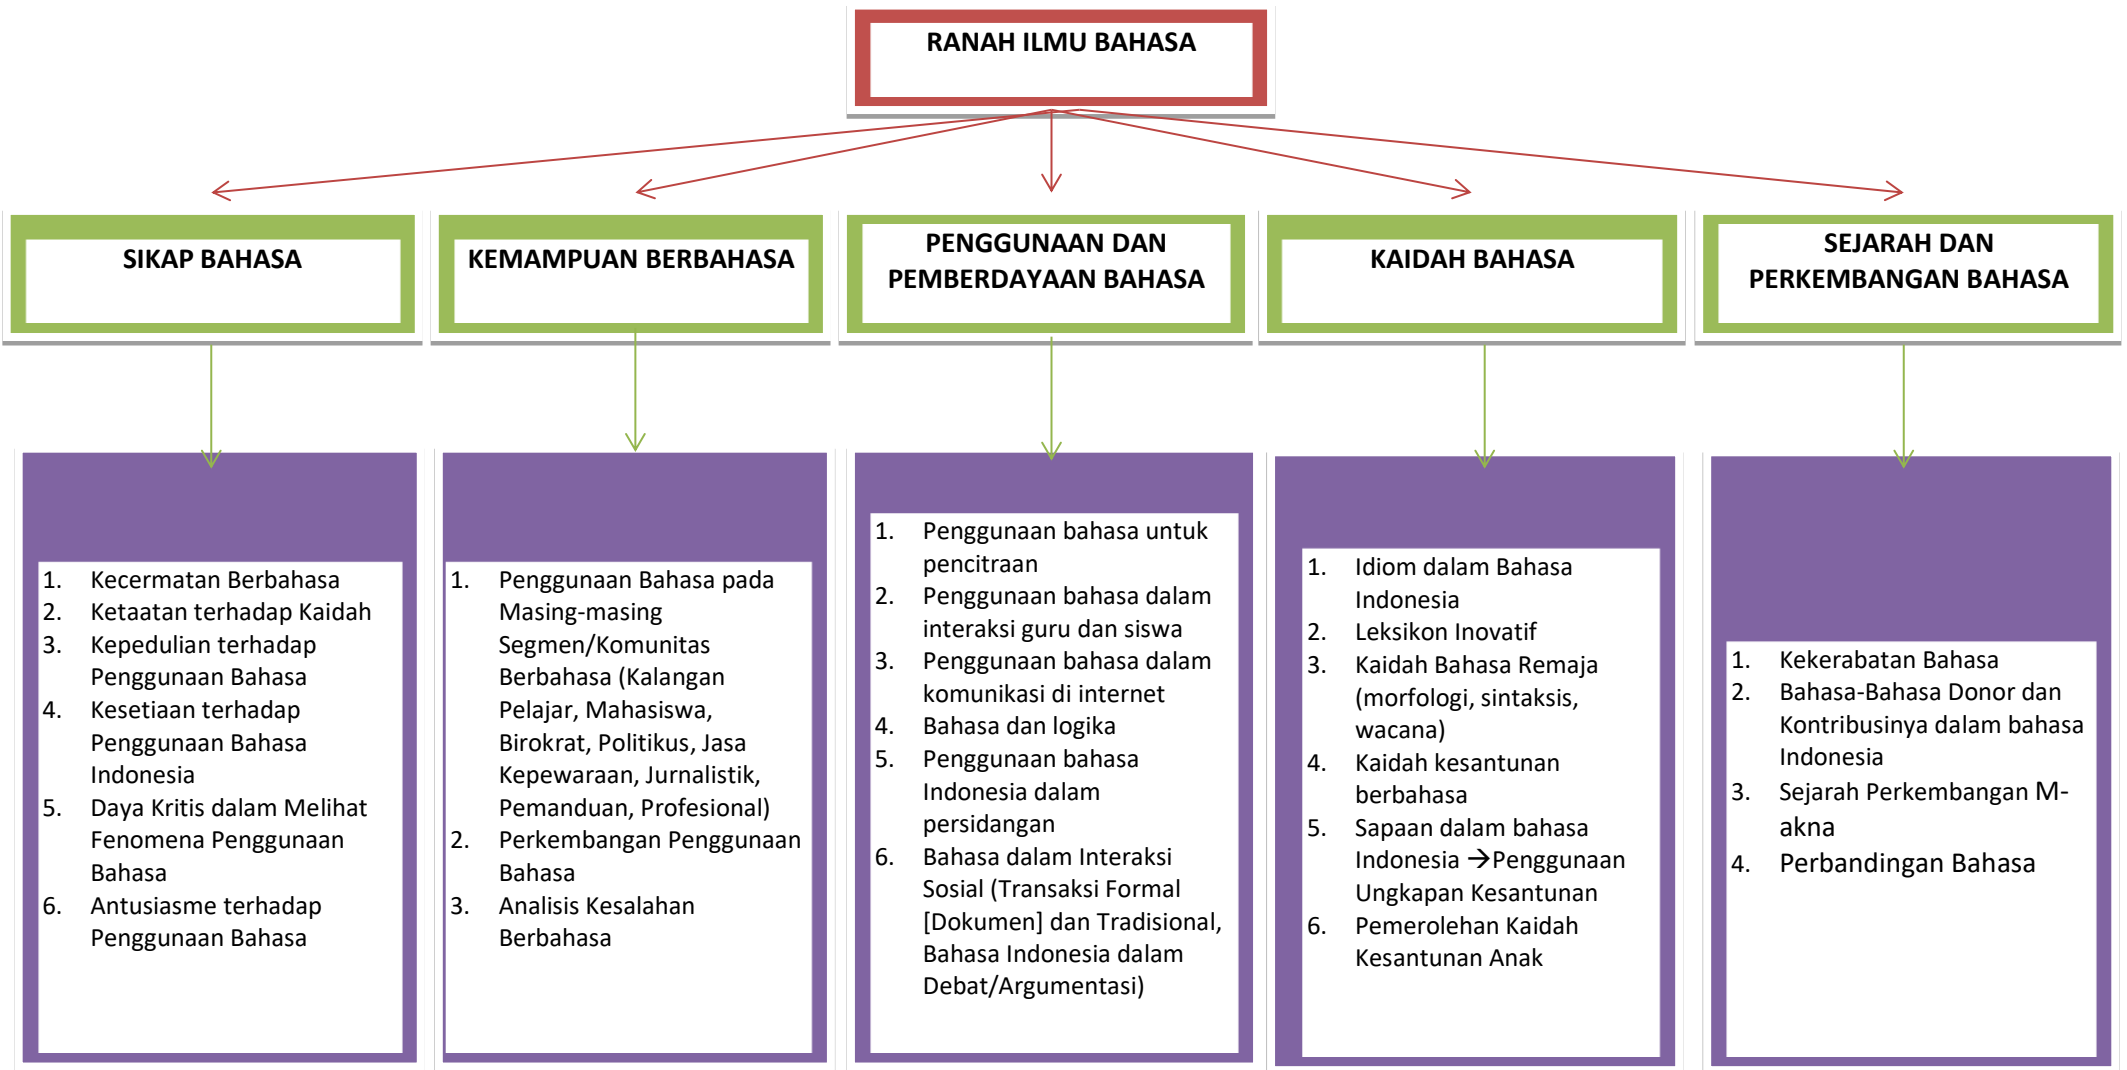 RANAH ILMU BAHASA
SIKAP BAHASA
KEMAMPUAN BERBAHASA
PENGGUNAAN DAN
PEMBERDAYAAN BAHASA
KAIDAH BAHASA
SEJARAH DAN
PERKEMBANGAN BAHASA
1. Kecermatan Berbahasa
2. Ketaatan terhadap Kaidah
3. Kepedulian terhadap
Penggunaan Bahasa
4. Kesetiaan terhadap
Penggunaan Bahasa
Indonesia
5. Daya Kritis dalam Melihat
Fenomena Penggunaan
Bahasa
6. Antusiasme terhadap
Penggunaan Bahasa
1. Penggunaan Bahasa pada
Masing-masing
Segmen/Komunitas
Berbahasa (Kalangan
Pelajar, Mahasiswa,
Birokrat, Politikus, Jasa
Kepewaraan, Jurnalistik,
Pemanduan, Profesional)
2. Perkembangan Penggunaan
Bahasa
3. Analisis Kesalahan
Berbahasa
1. Penggunaan bahasa untuk
pencitraan
2. Penggunaan bahasa dalam
interaksi guru dan siswa
3. Penggunaan bahasa dalam
komunikasi di internet
4. Bahasa dan logika
5. Penggunaan bahasa
Indonesia dalam
persidangan
6. Bahasa dalam Interaksi
Sosial (Transaksi Formal
[Dokumen] dan Tradisional,
Bahasa Indonesia dalam
Debat/Argumentasi)
1. Idiom dalam Bahasa
Indonesia
2. Leksikon Inovatif
3. Kaidah Bahasa Remaja
(morfologi, sintaksis,
wacana)
4. Kaidah kesantunan
berbahasa
5. Sapaan dalam bahasa
Indonesia →Penggunaan
Ungkapan Kesantunan
6. Pemerolehan Kaidah
Kesantunan Anak
1. Kekerabatan Bahasa
2. Bahasa-Bahasa Donor dan
Kontribusinya dalam bahasa
Indonesia
3. Sejarah Perkembangan M-
akna
4. Perbandingan Bahasa